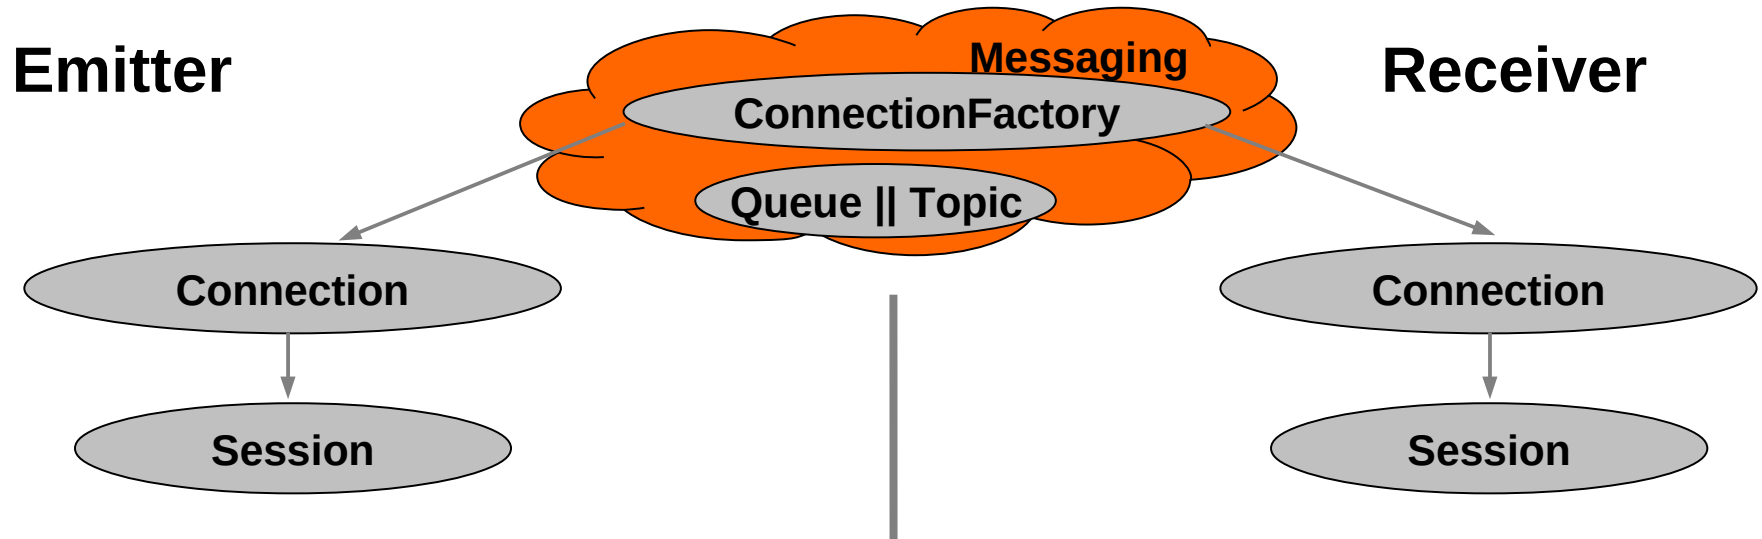 Emitter
Messaging
Receiver
ConnectionFactory
Queue || Topic
Connection
Connection
Session
Session